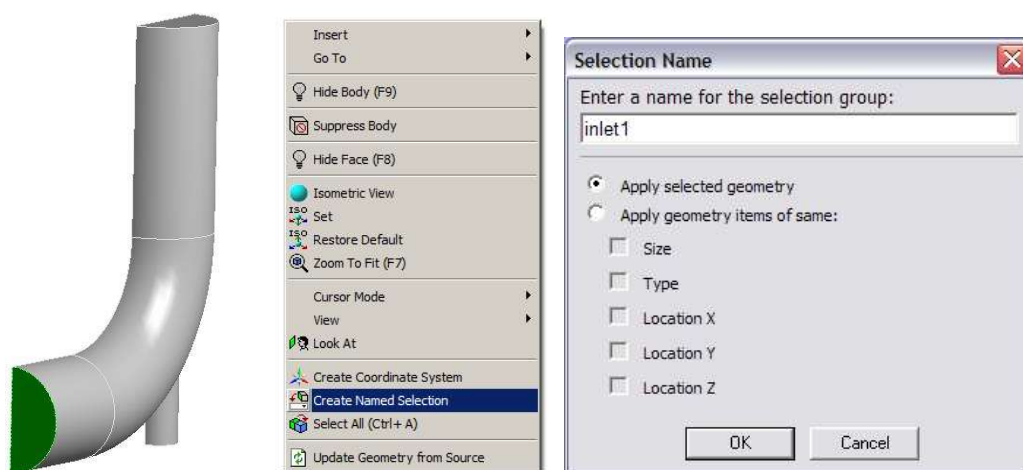 Insert
Go To
Hide Body (F9)
Suppress Body
Hide Face (F8)
Isometric View
ISO Set
ISO Restore Default
Zoom To Fit (F7)
Cursor Mode
View
Look At
Create Coordinate System
Create Named Selection
Select All (Ctrl+ A)
Update Geometry from Source
Selection Name
Enter a name for the selection group:
inlet1
Apply selected geometry
Apply geometry items of same:
Size
Type
Location X
Location Y
Location Z
OK Cancel